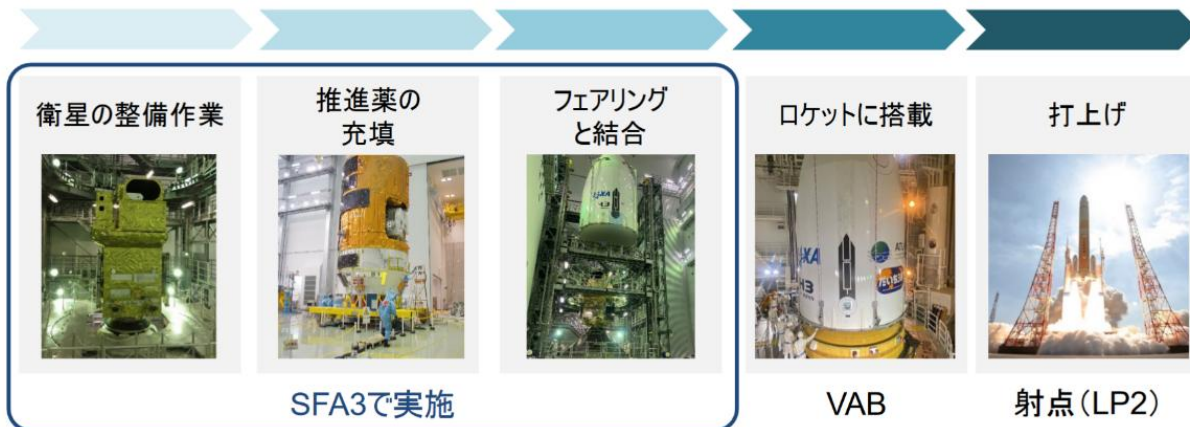 衛星の整備作業
推進薬の
充填
フェアリング
と結合
ロケットに搭載
打上げ
JAXA
H3
SFA3で実施
VAB
射点（LP2）